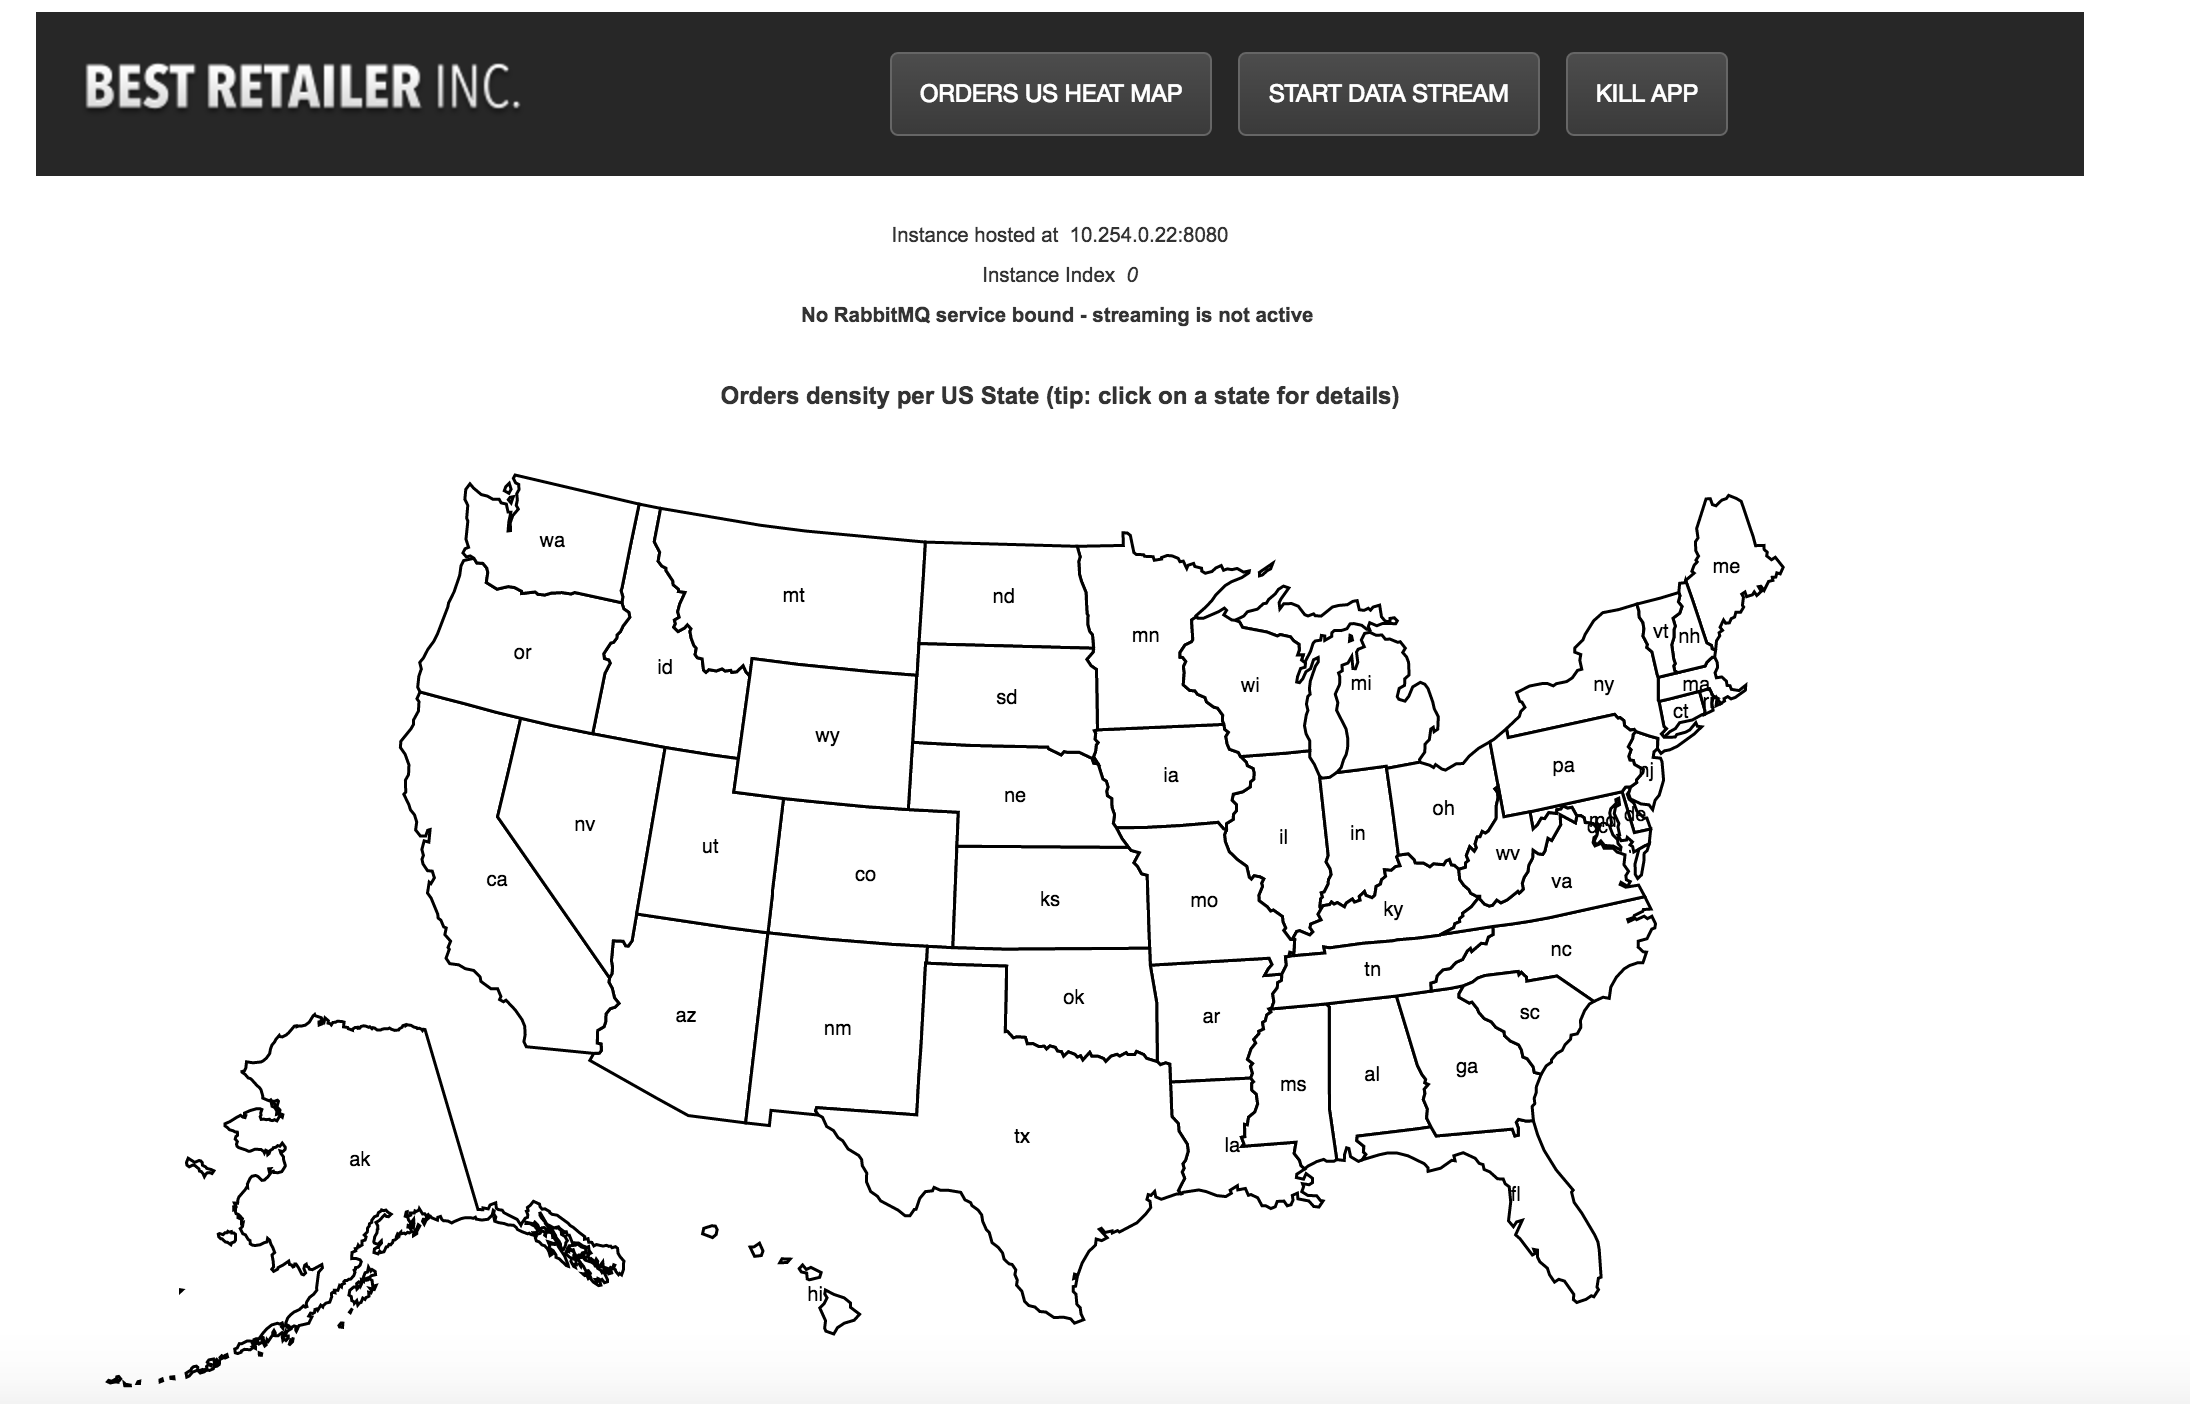 BEST RETAILER INC.
ORDERS US HEAT MAP
START DATA STREAM
KILL APP
Instance hosted at 10.254.0.22:8080
Instance Index 0
No RabbitMQ service bound - streaming is not active
Orders density per US State (tip: click on a state for details)
wa
me
mt
nd
vt
nh
mn
or
id
sd
wi
mi
ny
ma
ri
ct
wy
ia
pa
nj
ne
nv
ut
il
in
oh
md
de
dc
wv
ca
co
ks
mo
ky
va
nc
tn
ok
az
nm
ar
sc
ms
al
ga
tx
la
ak
fl
hi